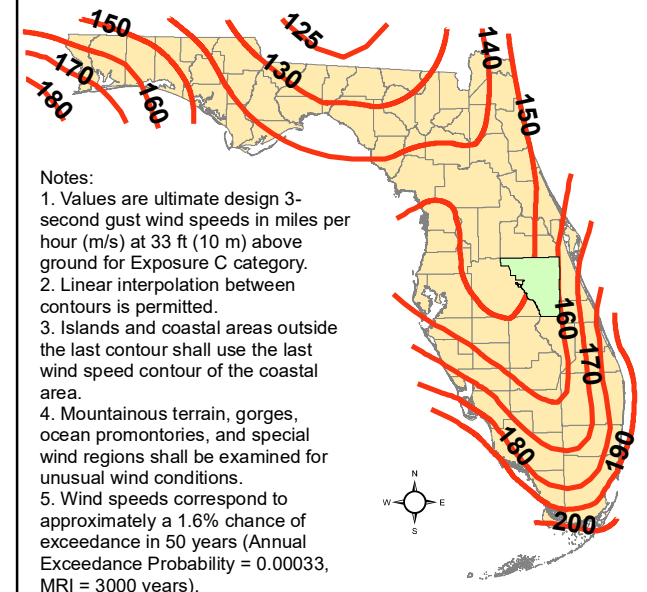 150
125
130
140
150
170
180
160
Notes:
1. Values are ultimate design 3-
second gust wind speeds in miles per
hour (m/s) at 33 ft (10 m) above
ground for Exposure C category.
2. Linear interpolation between
contours is permitted.
3. Islands and coastal areas outside
the last contour shall use the last
wind speed contour of the coastal
area.
4. Mountainous terrain, gorges,
ocean promontories, and special
wind regions shall be examined for
unusual wind conditions.
5. Wind speeds correspond to
approximately a 1.6% chance of
exceedance in 50 years (Annual
Exceedance Probability = 0.00033,
MRI = 3000 years).
160
170
180
190
200
N
W
E
S